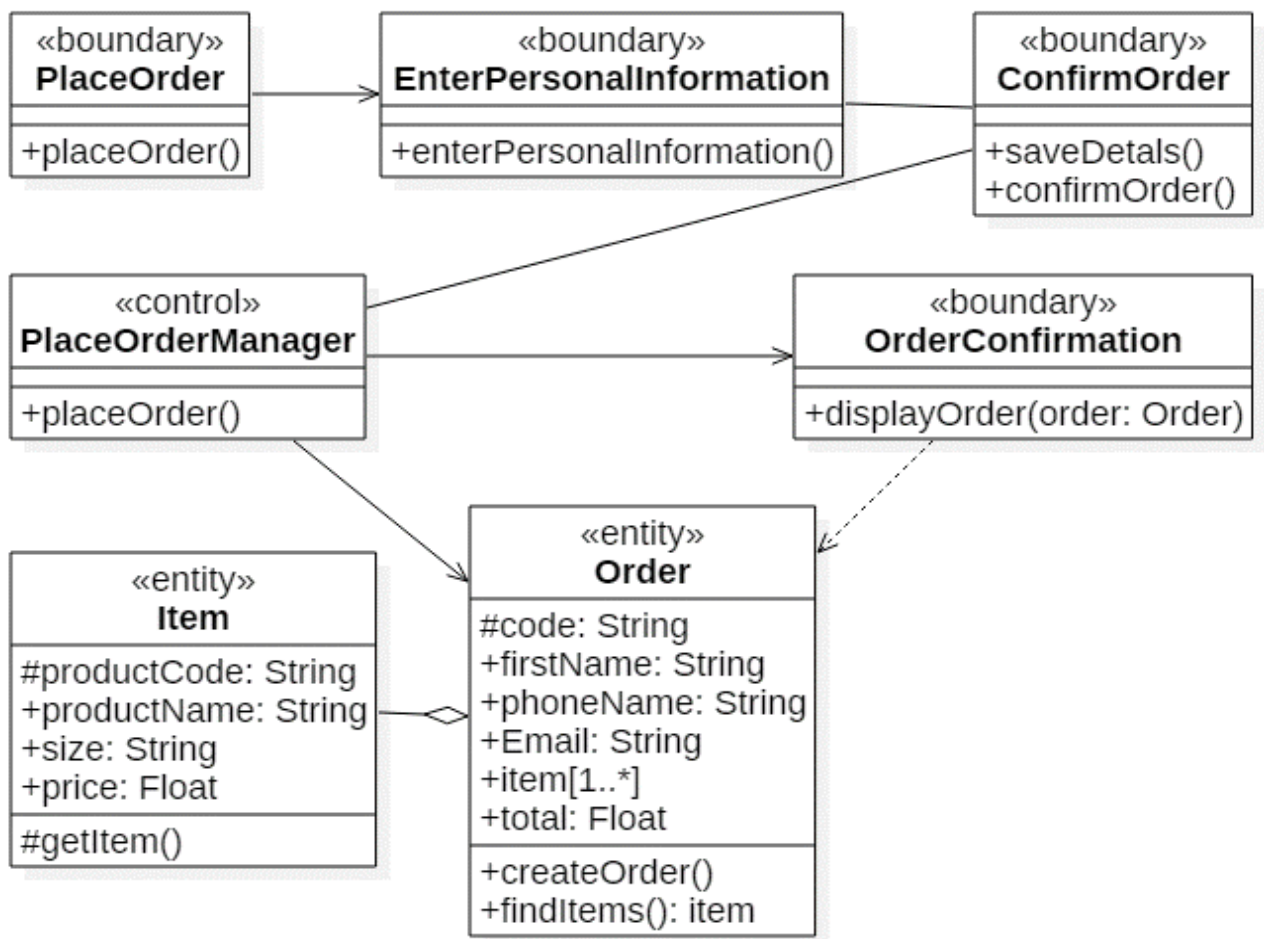 «boundary»
PlaceOrder
+placeOrder()
«boundary»
EnterPersonalInformation
+enterPersonalInformation()
«boundary»
ConfirmOrder
+saveDetals()
+confirmOrder()
«control»
PlaceOrderManager
+placeOrder()
«boundary»
OrderConfirmation
+displayOrder(order: Order)
«entity»
Item
#productCode: String
+productName: String
+size: String
+price: Float
#getItem()
«entity»
Order
#code: String
+firstName: String
+phoneName: String
+Email: String
+item[1..*]
+total: Float
+createOrder()
+findItems(): item